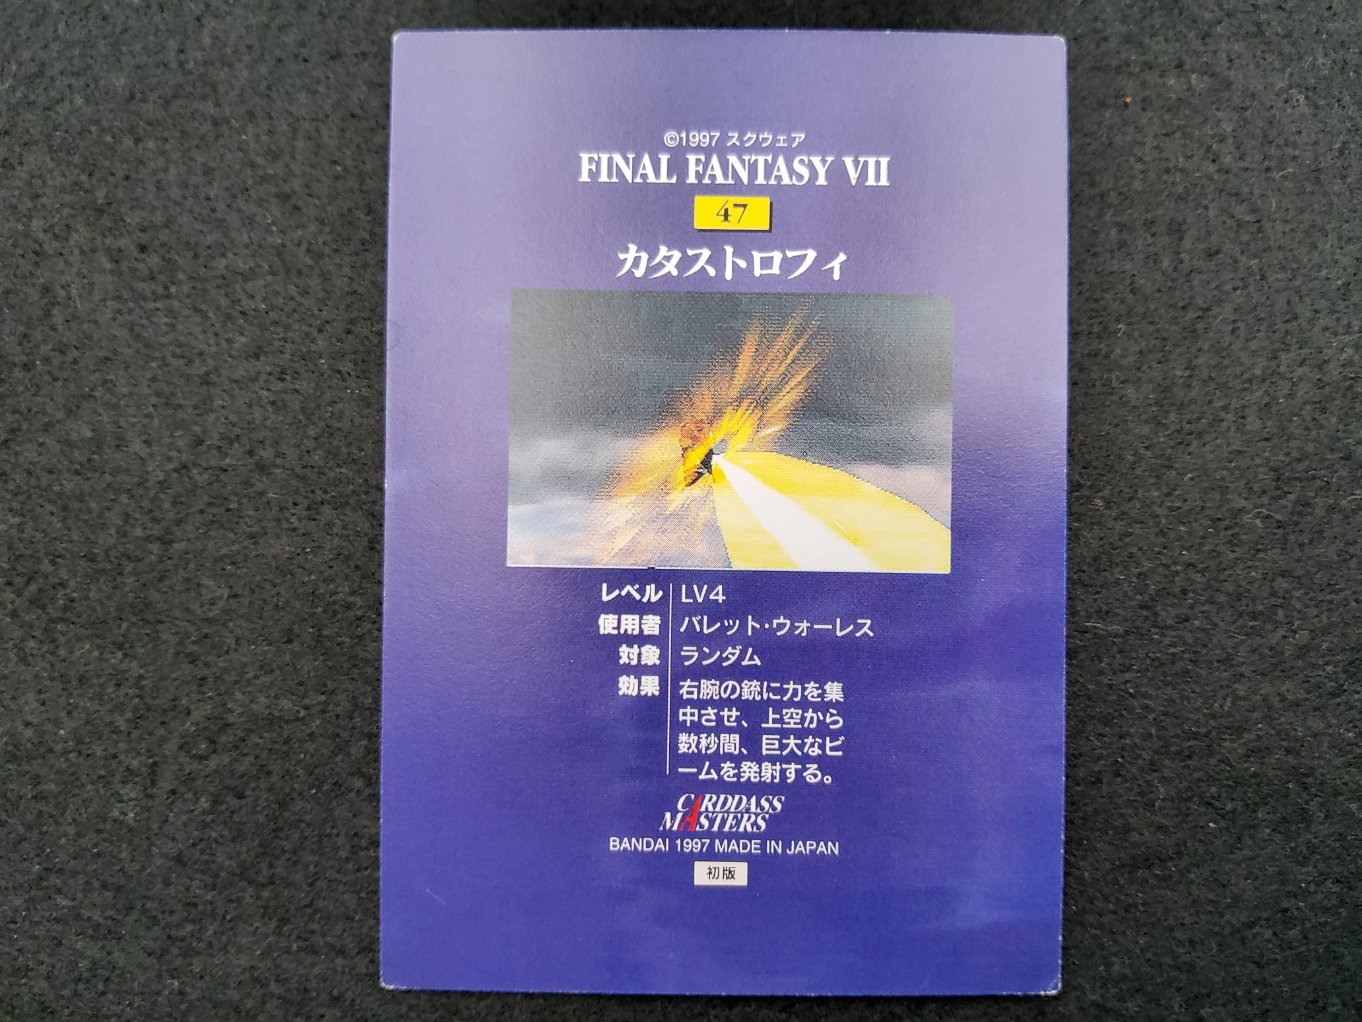 ©1997 スクウェア
FINAL FANTASY VII
47
カタストロフィ
レベル LV4
使用者 バレット・ウォーレス
対象 ランダム
効果 右腕の銃に力を集
中させ、上空から
数秒間、巨大なビ
ームを発射する。
CARDDASS
MASTERS
BANDAI 1997 MADE IN JAPAN
初版